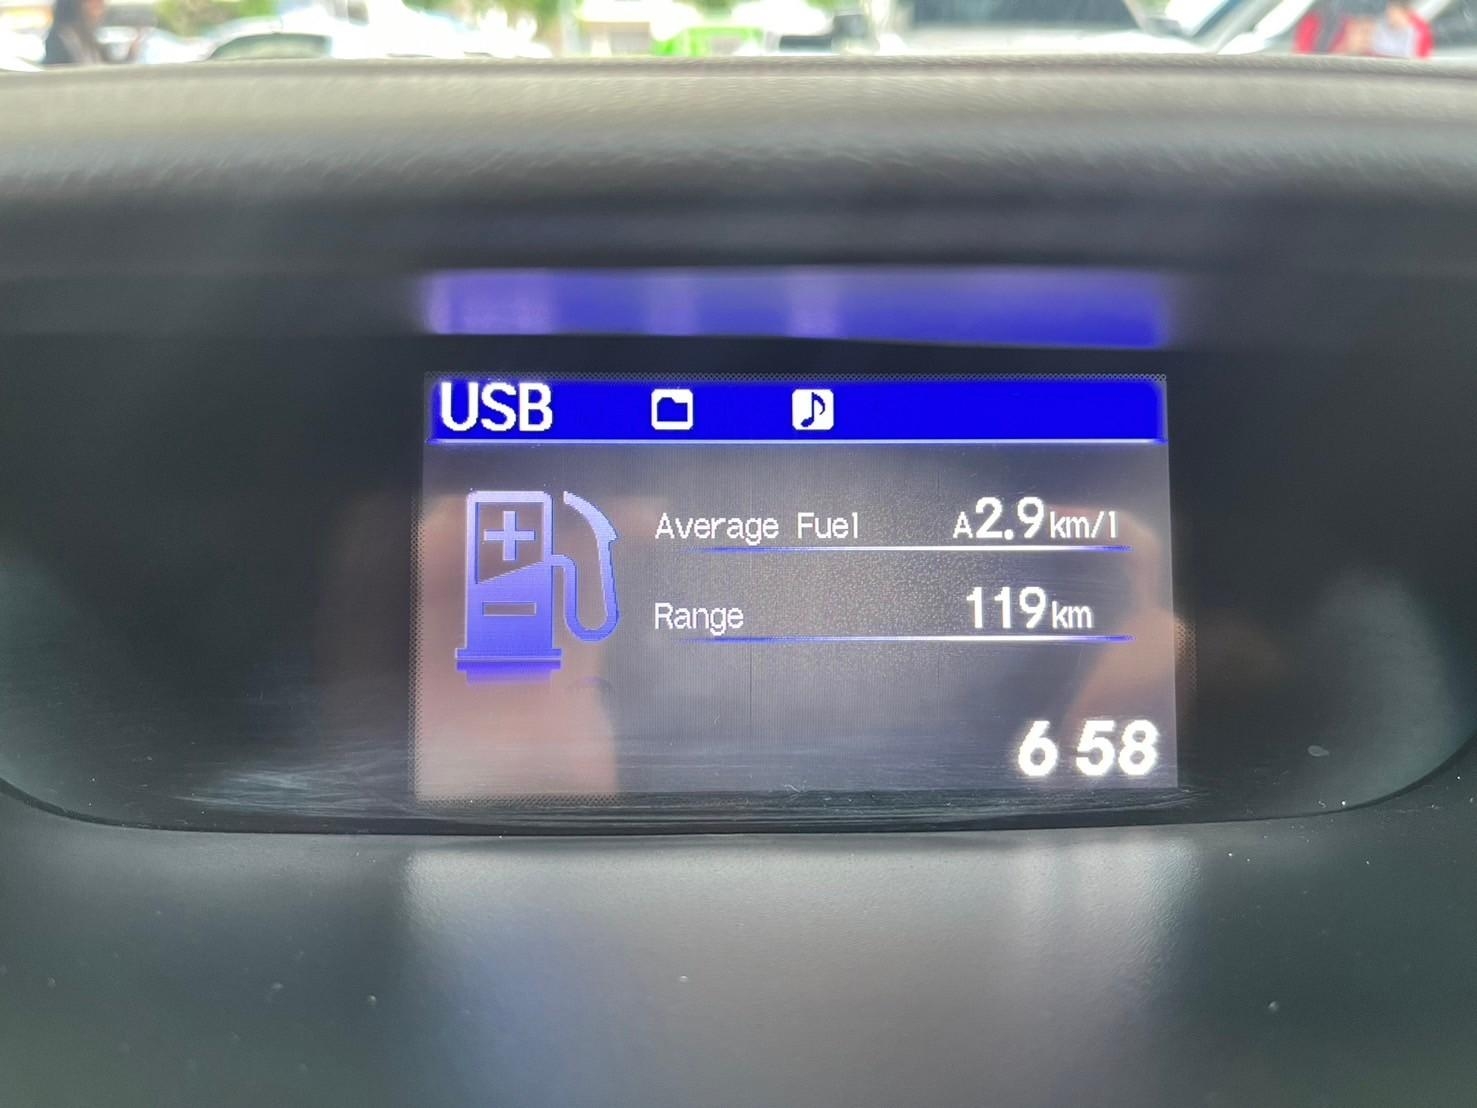 USB
Average Fuel A2.9km/l
Range 119km
6 58